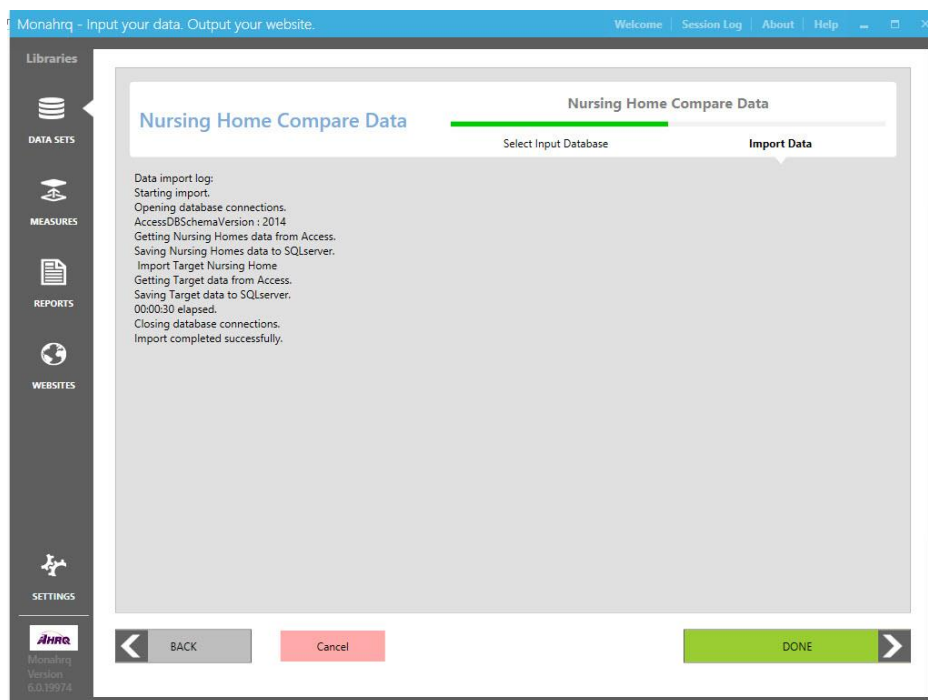 Monahrq - Input your data. Output your website.
Welcome Session Log About Help
Libraries
DATA SETS
MEASURES
REPORTS
WEBSITES
SETTINGS
AHRQ
Monahrq
Version
6.0.19974
Nursing Home Compare Data
Nursing Home Compare Data
Select Input Database Import Data
Data import log:
Starting import.
Opening database connections.
AccessDBSchemaVersion : 2014
Getting Nursing Homes data from Access.
Saving Nursing Homes data to SQLserver.
Import Target Nursing Home
Getting Target data from Access.
Saving Target data to SQLserver.
00:00:30 elapsed.
Closing database connections.
Import completed successfully.
BACK Cancel DONE